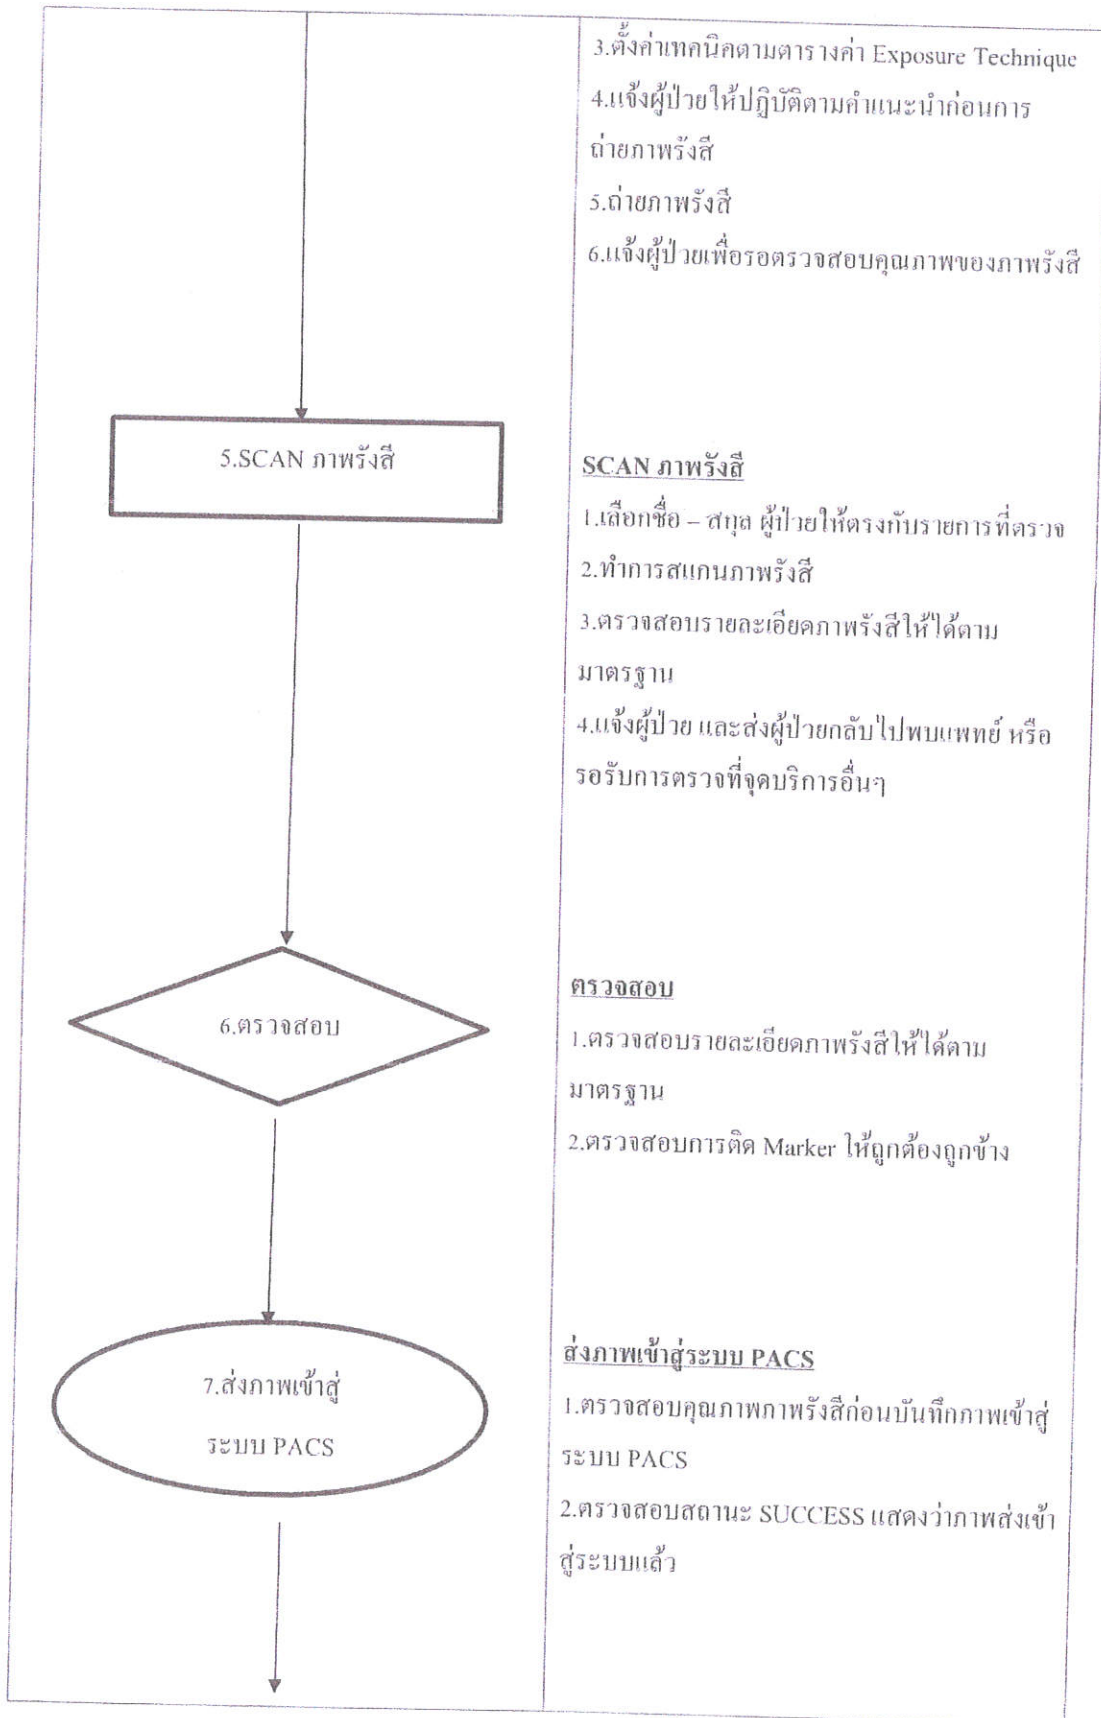 3.ตั้งค่าเทคนิคตามตารางค่า Exposure Technique
4.แจ้งผู้ป่วยให้ปฏิบัติตามคำแนะนำก่อนการ
ถ่ายภาพรังสี
5.ถ่ายภาพรังสี
6.แจ้งผู้ป่วยเพื่อรอตรวจสอบคุณภาพของภาพรังสี
5.SCAN ภาพรังสี
SCAN ภาพรังสี
1.เลือกชื่อ – สกุล ผู้ป่วยให้ตรงกับรายการที่ตรวจ
2.ทำการสแกนภาพรังสี
3.ตรวจสอบรายละเอียดภาพรังสีให้ได้ตาม
มาตรฐาน
4.แจ้งผู้ป่วย และส่งผู้ป่วยกลับไปพบแพทย์ หรือ
รอรับการตรวจที่จุดบริการอื่นๆ
6.ตรวจสอบ
ตรวจสอบ
1.ตรวจสอบรายละเอียดภาพรังสีให้ได้ตาม
มาตรฐาน
2.ตรวจสอบการติด Marker ให้ถูกต้องถูกข้าง
7.ส่งภาพเข้าสู่
ระบบ PACS
ส่งภาพเข้าสู่ระบบ PACS
1.ตรวจสอบคุณภาพภาพรังสีก่อนบันทึกภาพเข้าสู่
ระบบ PACS
2.ตรวจสอบสถานะ SUCCESS แสดงว่าภาพส่งเข้า
สู่ระบบแล้ว